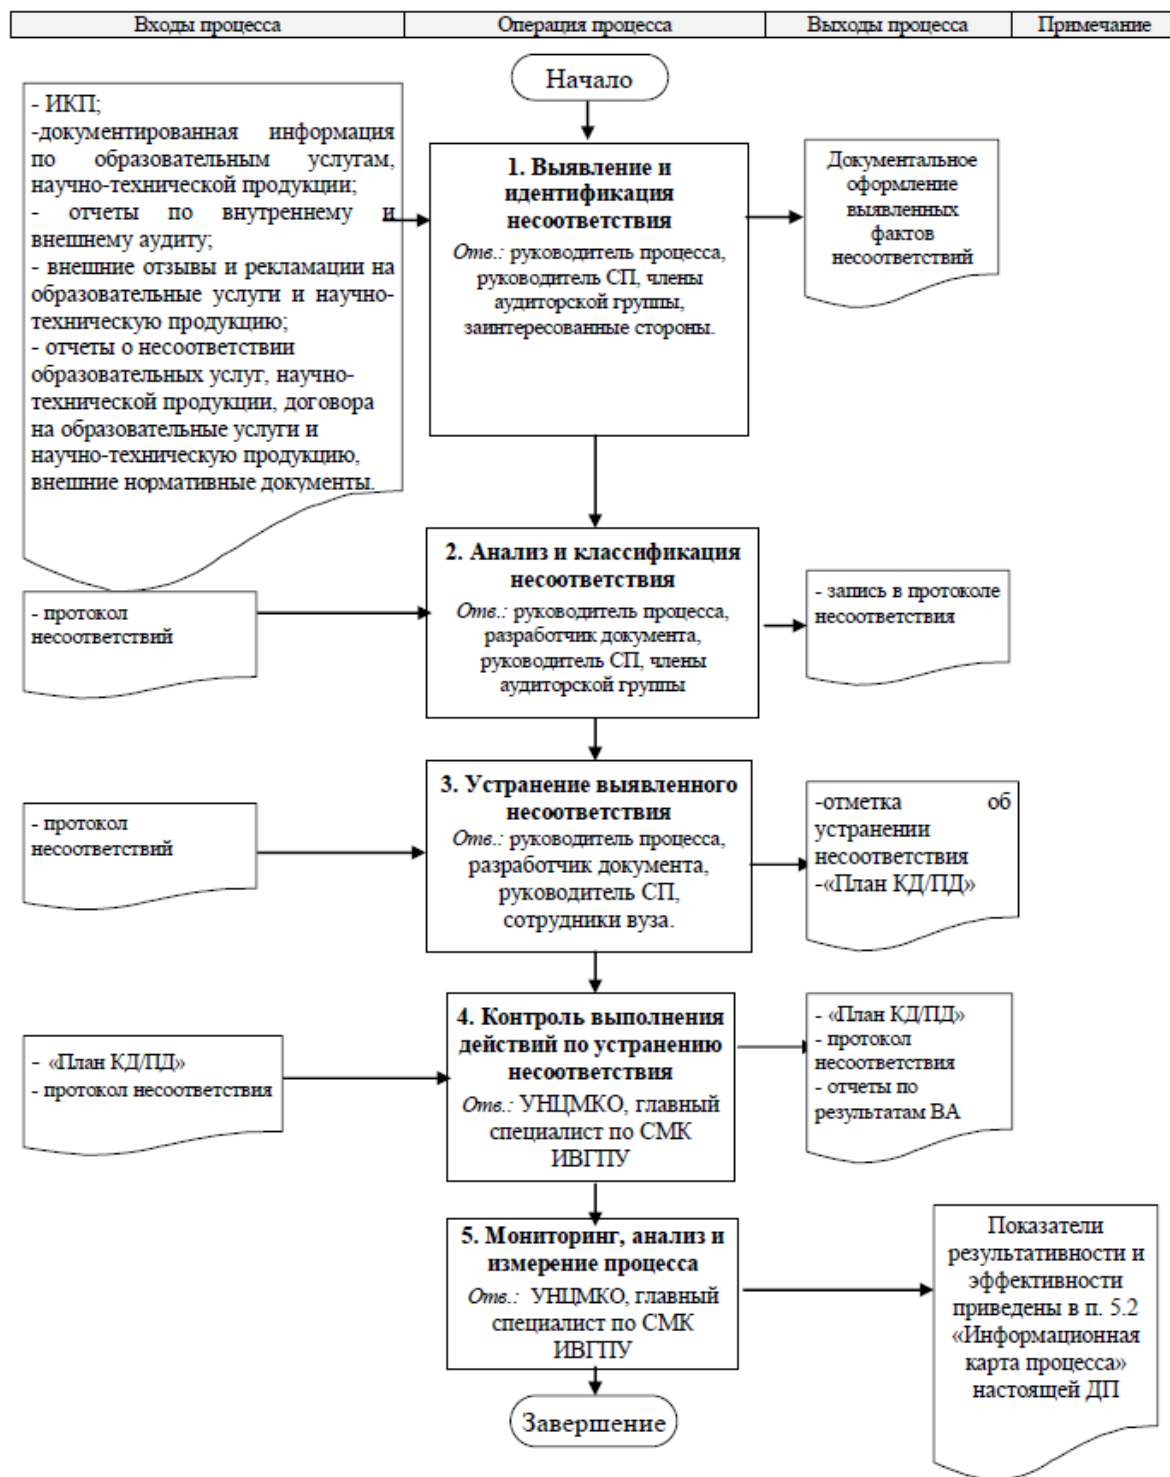 Входы процесса
Операция процесса
Выходы процесса
Примечание
Начало
- ИКП;
-документированная информация
по образовательным услугам,
научно-технической продукции;
- отчеты по внутреннему и
внешнему аудиту;
- внешние отзывы и рекламации на
образовательные услуги и научно-
техническую продукцию;
- отчеты о несоответствии
образовательных услуг, научно-
технической продукции, договора
на образовательные услуги и
научно-техническую продукцию,
внешние нормативные документы.
1. Выявление и
идентификация
несоответствия
Отв.: руководитель процесса,
руководитель СП, члены
аудиторской группы,
заинтересованные стороны.
Документальное
оформление
выявленных
фактов
несоответствий
- протокол
несоответствий
2. Анализ и классификация
несоответствия
Отв.: руководитель процесса,
разработчик документа,
руководитель СП, члены
аудиторской группы
- запись в протоколе
несоответствия
- протокол
несоответствий
3. Устранение выявленного
несоответствия
Отв.: руководитель процесса,
разработчик документа,
руководитель СП,
сотрудники вуза.
-отметка об
устранении
несоответствия
-«План КД/ПД»
- «План КД/ПД»
- протокол несоответствия
4. Контроль выполнения
действий по устранению
несоответствия
Отв.: УНЦМКО, главный
специалист по СМК
ИВГПУ
- «План КД/ПД»
- протокол
несоответствия
- отчеты по
результатам ВА
5. Мониторинг, анализ и
измерение процесса
Отв.: УНЦМКО, главный
специалист по СМК
ИВГПУ
Показатели
результативности и
эффективности
приведены в п. 5.2
«Информационная
карта процесса»
настоящей ДП
Завершение